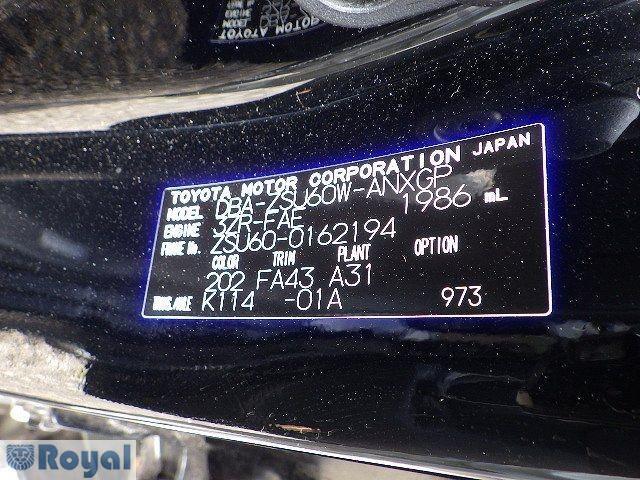 TOYOTA MOTOR CORPORATION JAPAN
MODEL DBA-ZSU60W-ANXGP
ENGINE 3ZR-FAE 1986 mL
FRAME No. ZSU60-0162194
COLOR TRIM PLANT OPTION
202 FA43 A31
TRANS./AXLE K114 -01A 973
Royal